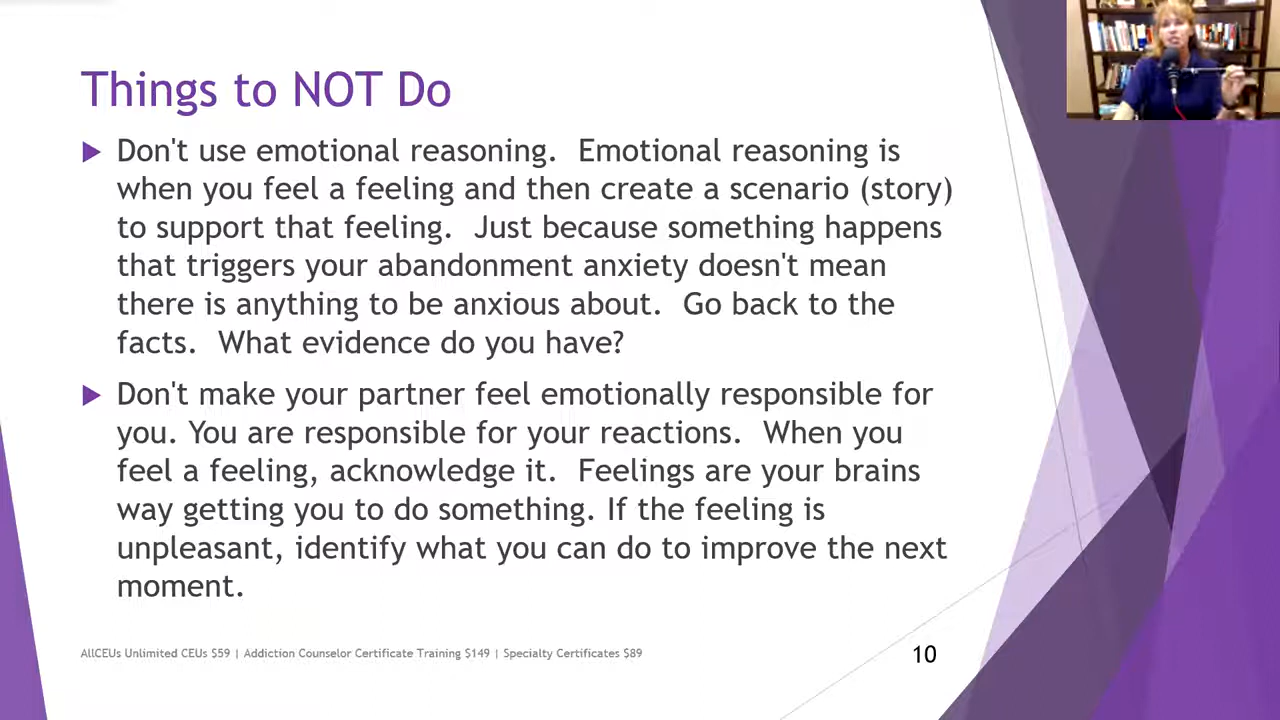 Things to NOT Do
Don't use emotional reasoning. Emotional reasoning is
when you feel a feeling and then create a scenario (story)
to support that feeling. Just because something happens
that triggers your abandonment anxiety doesn't mean
there is anything to be anxious about. Go back to the
facts. What evidence do you have?
Don't make your partner feel emotionally responsible for
you. You are responsible for your reactions. When you
feel a feeling, acknowledge it. Feelings are your brains
way getting you to do something. If the feeling is
unpleasant, identify what you can do to improve the next
moment.
AllCEUs Unlimited CEUs $59 | Addiction Counselor Certificate Training $149 | Specialty Certificates $89
10